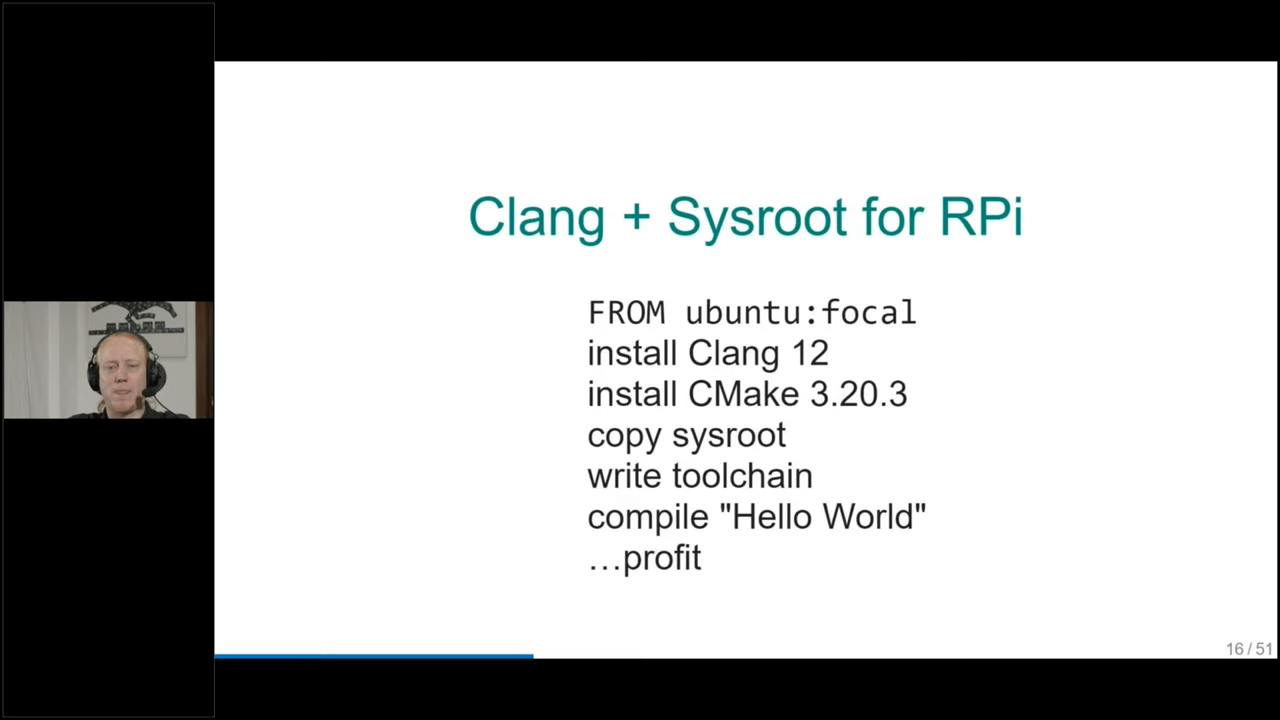 Clang + Sysroot for RPi
FROM ubuntu:focal
install Clang 12
install CMake 3.20.3
copy sysroot
write toolchain
compile "Hello World"
…profit
16 / 51